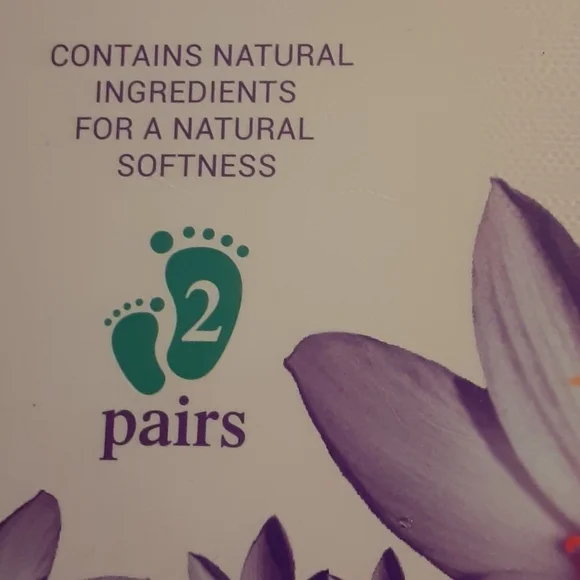 CONTAINS NATURAL
INGREDIENTS
FOR A NATURAL
SOFTNESS
2
pairs